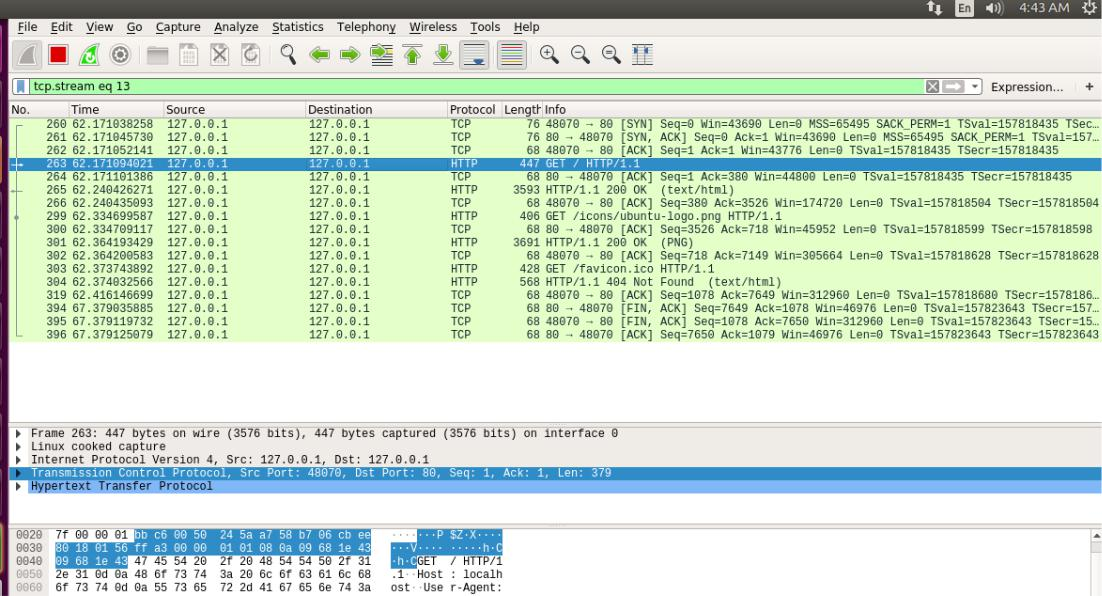 En 4:43 AM
File Edit View Go Capture Analyze Statistics Telephony Wireless Tools Help
tcp.stream eq 13 Expression... +
No. Time Source Destination Protocol Length Info
260 62.171038258 127.0.0.1 127.0.0.1 TCP 76 48070 → 80 [SYN] Seq=0 Win=43690 Len=0 MSS=65495 SACK_PERM=1 TSval=157818435 TSec…
261 62.171045730 127.0.0.1 127.0.0.1 TCP 76 80 → 48070 [SYN, ACK] Seq=0 Ack=1 Win=43690 Len=0 MSS=65495 SACK_PERM=1 TSval=157…
262 62.171052141 127.0.0.1 127.0.0.1 TCP 68 48070 → 80 [ACK] Seq=1 Ack=1 Win=43776 Len=0 TSval=157818435 TSecr=157818435
263 62.171094021 127.0.0.1 127.0.0.1 HTTP 447 GET / HTTP/1.1
264 62.171101386 127.0.0.1 127.0.0.1 TCP 68 80 → 48070 [ACK] Seq=1 Ack=380 Win=44800 Len=0 TSval=157818435 TSecr=157818435
265 62.240426271 127.0.0.1 127.0.0.1 HTTP 3593 HTTP/1.1 200 OK (text/html)
266 62.240435093 127.0.0.1 127.0.0.1 TCP 68 48070 → 80 [ACK] Seq=380 Ack=3526 Win=174720 Len=0 TSval=157818504 TSecr=157818504
299 62.334699587 127.0.0.1 127.0.0.1 HTTP 406 GET /icons/ubuntu-logo.png HTTP/1.1
300 62.334709117 127.0.0.1 127.0.0.1 TCP 68 80 → 48070 [ACK] Seq=3526 Ack=718 Win=45952 Len=0 TSval=157818599 TSecr=157818598
301 62.364193429 127.0.0.1 127.0.0.1 HTTP 3691 HTTP/1.1 200 OK (PNG)
302 62.364200583 127.0.0.1 127.0.0.1 TCP 68 48070 → 80 [ACK] Seq=718 Ack=7149 Win=305664 Len=0 TSval=157818628 TSecr=157818628
303 62.373743892 127.0.0.1 127.0.0.1 HTTP 428 GET /favicon.ico HTTP/1.1
304 62.374032566 127.0.0.1 127.0.0.1 HTTP 568 HTTP/1.1 404 Not Found (text/html)
319 62.416146699 127.0.0.1 127.0.0.1 TCP 68 48070 → 80 [ACK] Seq=1078 Ack=7649 Win=312960 Len=0 TSval=157818680 TSecr=1578186…
394 67.379035885 127.0.0.1 127.0.0.1 TCP 68 80 → 48070 [FIN, ACK] Seq=7649 Ack=1078 Win=46976 Len=0 TSval=157823643 TSecr=157…
395 67.379119732 127.0.0.1 127.0.0.1 TCP 68 48070 → 80 [FIN, ACK] Seq=1078 Ack=7650 Win=312960 Len=0 TSval=157823643 TSecr=15…
396 67.379125079 127.0.0.1 127.0.0.1 TCP 68 80 → 48070 [ACK] Seq=7650 Ack=1079 Win=46976 Len=0 TSval=157823643 TSecr=157823643
Frame 263: 447 bytes on wire (3576 bits), 447 bytes captured (3576 bits) on interface 0
Linux cooked capture
Internet Protocol Version 4, Src: 127.0.0.1, Dst: 127.0.0.1
Transmission Control Protocol, Src Port: 48070, Dst Port: 80, Seq: 1, Ack: 1, Len: 379
Hypertext Transfer Protocol
0020 7f 00 00 01 bb c6 00 50 24 5a a7 58 b7 06 cb ee ·······P $Z·X····
0030 80 18 01 56 ff a3 00 00 01 01 08 0a 09 68 1e 43 ···V···· ·····h·C
0040 09 68 1e 43 47 45 54 20 2f 20 48 54 54 50 2f 31 ·h·CGET / HTTP/1
0050 2e 31 0d 0a 48 6f 73 74 3a 20 6c 6f 63 61 6c 68 .1··Host : localh
0060 6f 73 74 0d 0a 55 73 65 72 2d 41 67 65 6e 74 3a ost··Use r-Agent: